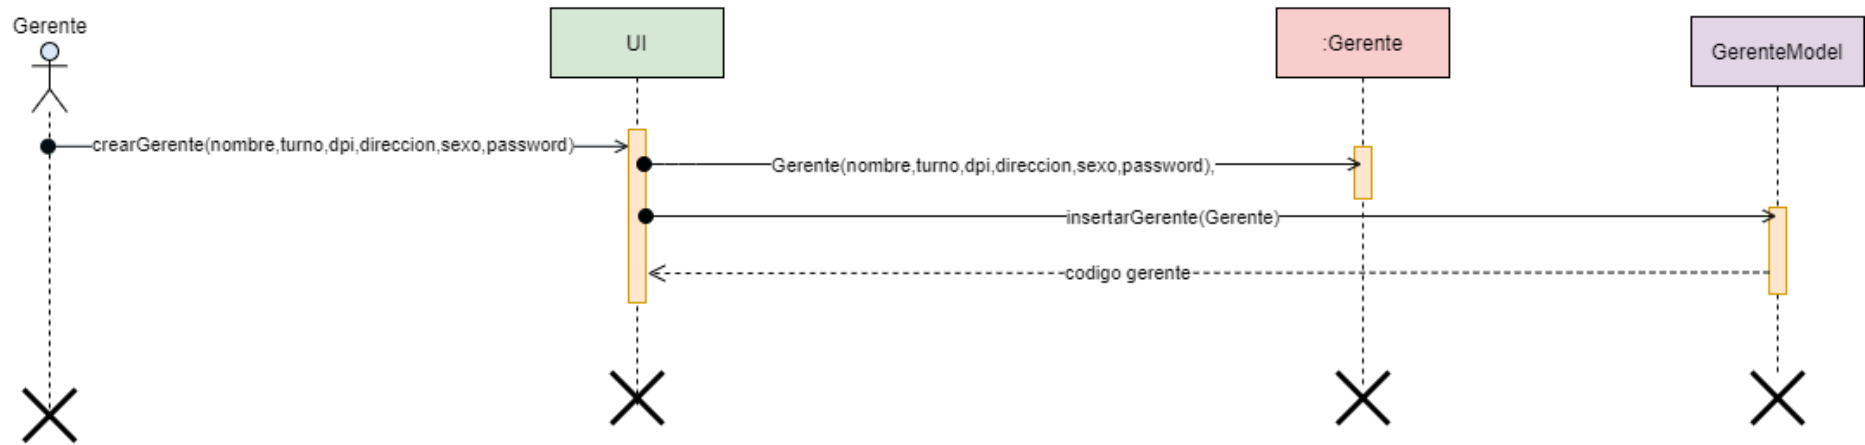 Gerente
UI
:Gerente
GerenteModel
crearGerente(nombre,turno,dpi,direccion,sexo,password)
Gerente(nombre,turno,dpi,direccion,sexo,password),
insertarGerente(Gerente)
codigo gerente